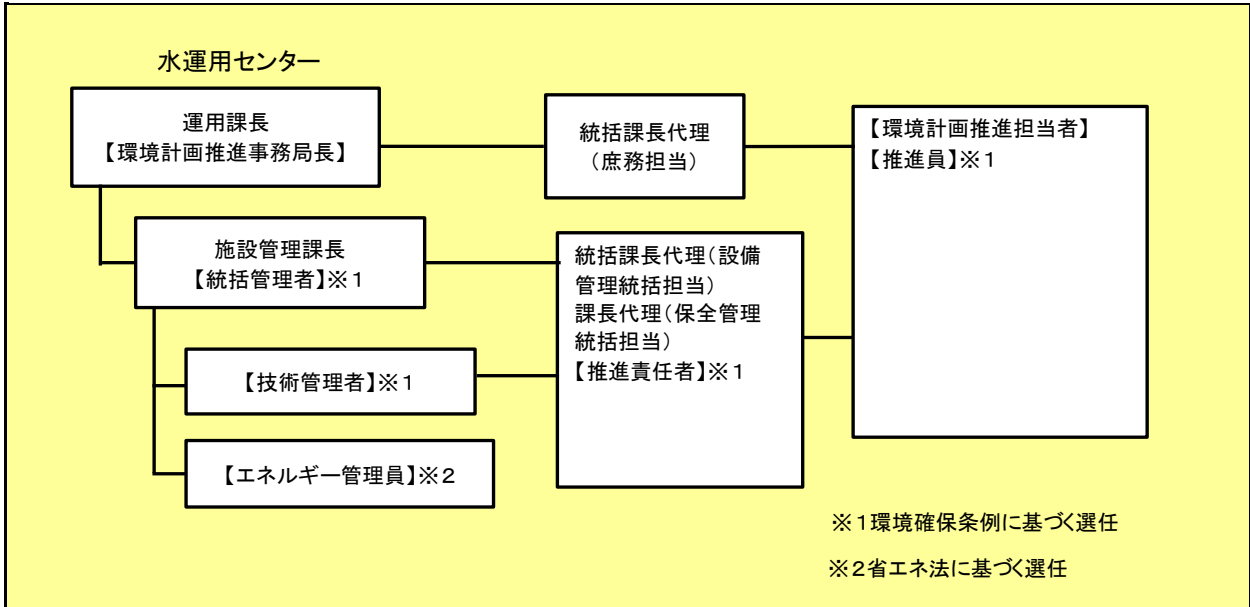 水運用センター
運用課長
【環境計画推進事務局長】
統括課長代理
(庶務担当)
【環境計画推進担当者】
【推進員】※1
施設管理課長
【統括管理者】※1
統括課長代理(設備
管理統括担当)
課長代理(保全管理
統括担当)
【推進責任者】※1
【技術管理者】※1
【エネルギー管理員】※2
※1環境確保条例に基づく選任
※2省エネ法に基づく選任